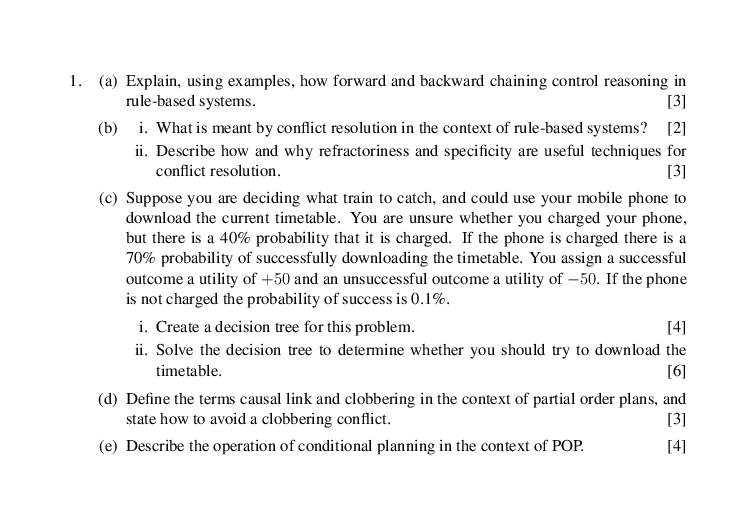 1. (a) Explain, using examples, how forward and backward chaining control reasoning in
rule-based systems. [3]
(b) i. What is meant by conflict resolution in the context of rule-based systems? [2]
ii. Describe how and why refractoriness and specificity are useful techniques for
conflict resolution. [3]
(c) Suppose you are deciding what train to catch, and could use your mobile phone to
download the current timetable. You are unsure whether you charged your phone,
but there is a 40% probability that it is charged. If the phone is charged there is a
70% probability of successfully downloading the timetable. You assign a successful
outcome a utility of +50 and an unsuccessful outcome a utility of −50. If the phone
is not charged the probability of success is 0.1%.
i. Create a decision tree for this problem. [4]
ii. Solve the decision tree to determine whether you should try to download the
timetable. [6]
(d) Define the terms causal link and clobbering in the context of partial order plans, and
state how to avoid a clobbering conflict. [3]
(e) Describe the operation of conditional planning in the context of POP. [4]